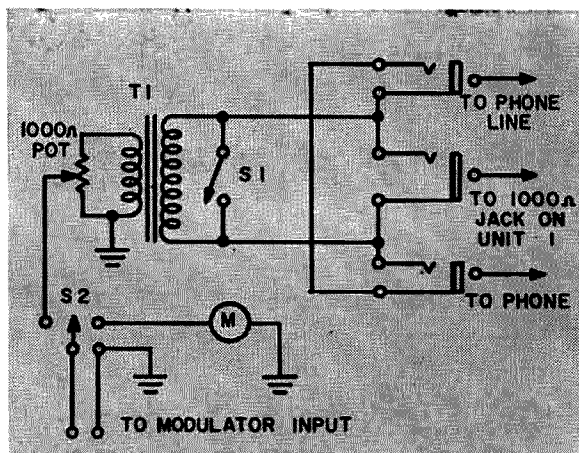 T1
1000Ω
POT
S1
TO PHONE
LINE
TO 1000Ω
JACK ON
UNIT 1
TO PHONE
S2
M
TO MODULATOR INPUT